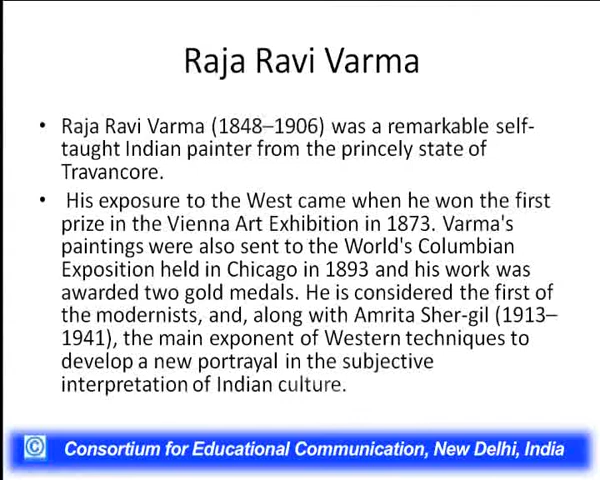 Raja Ravi Varma
• Raja Ravi Varma (1848–1906) was a remarkable self-
taught Indian painter from the princely state of
Travancore.
• His exposure to the West came when he won the first
prize in the Vienna Art Exhibition in 1873. Varma's
paintings were also sent to the World's Columbian
Exposition held in Chicago in 1893 and his work was
awarded two gold medals. He is considered the first of
the modernists, and, along with Amrita Sher-gil (1913–
1941), the main exponent of Western techniques to
develop a new portrayal in the subjective
interpretation of Indian culture.
© Consortium for Educational Communication, New Delhi, India